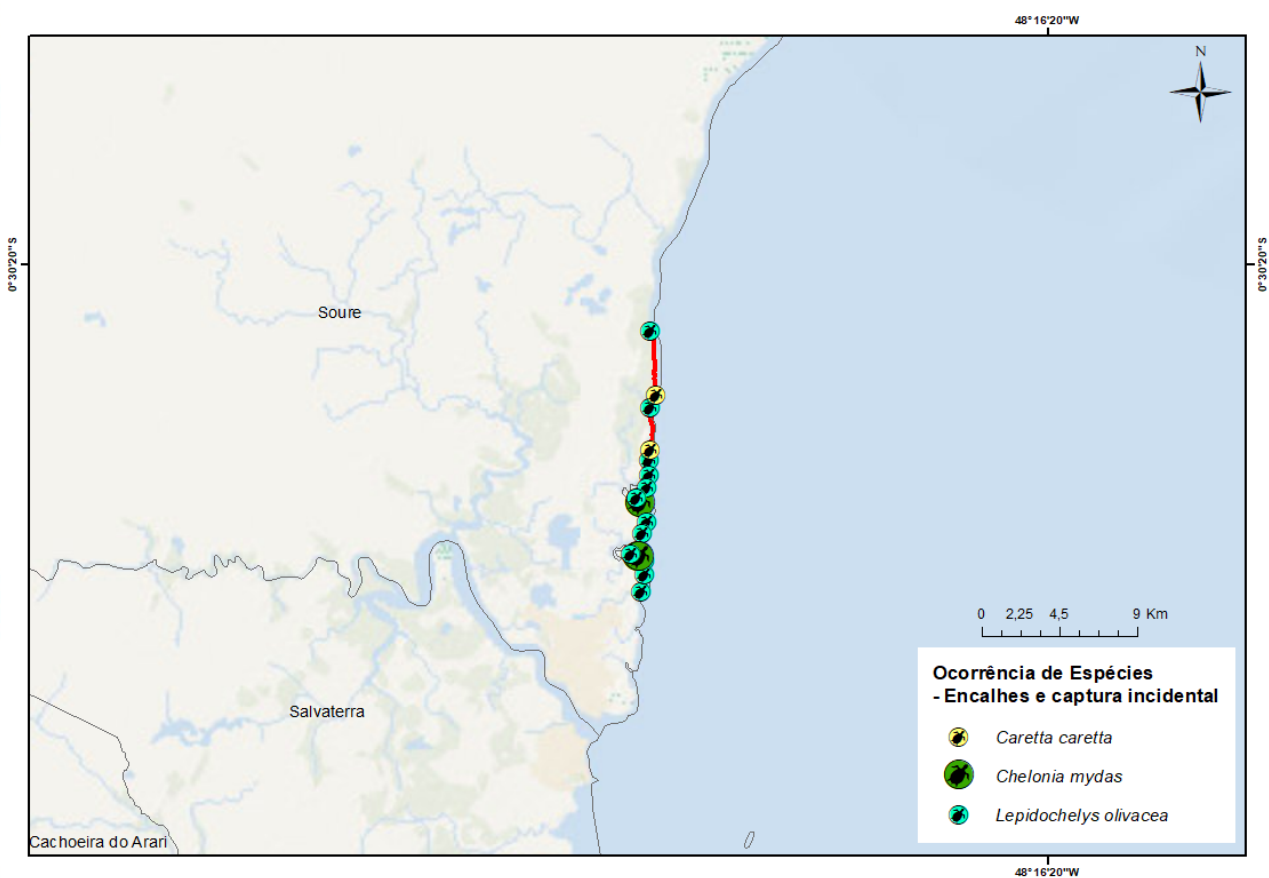 48°16'20"W
N
0°30'20"S
0°30'20"S
Soure
0 2,25 4,5 9 Km
Ocorrência de Espécies
- Encalhes e captura incidental
Caretta caretta
Chelonia mydas
Lepidochelys olivacea
Salvaterra
Cachoeira do Arari
48°16'20"W